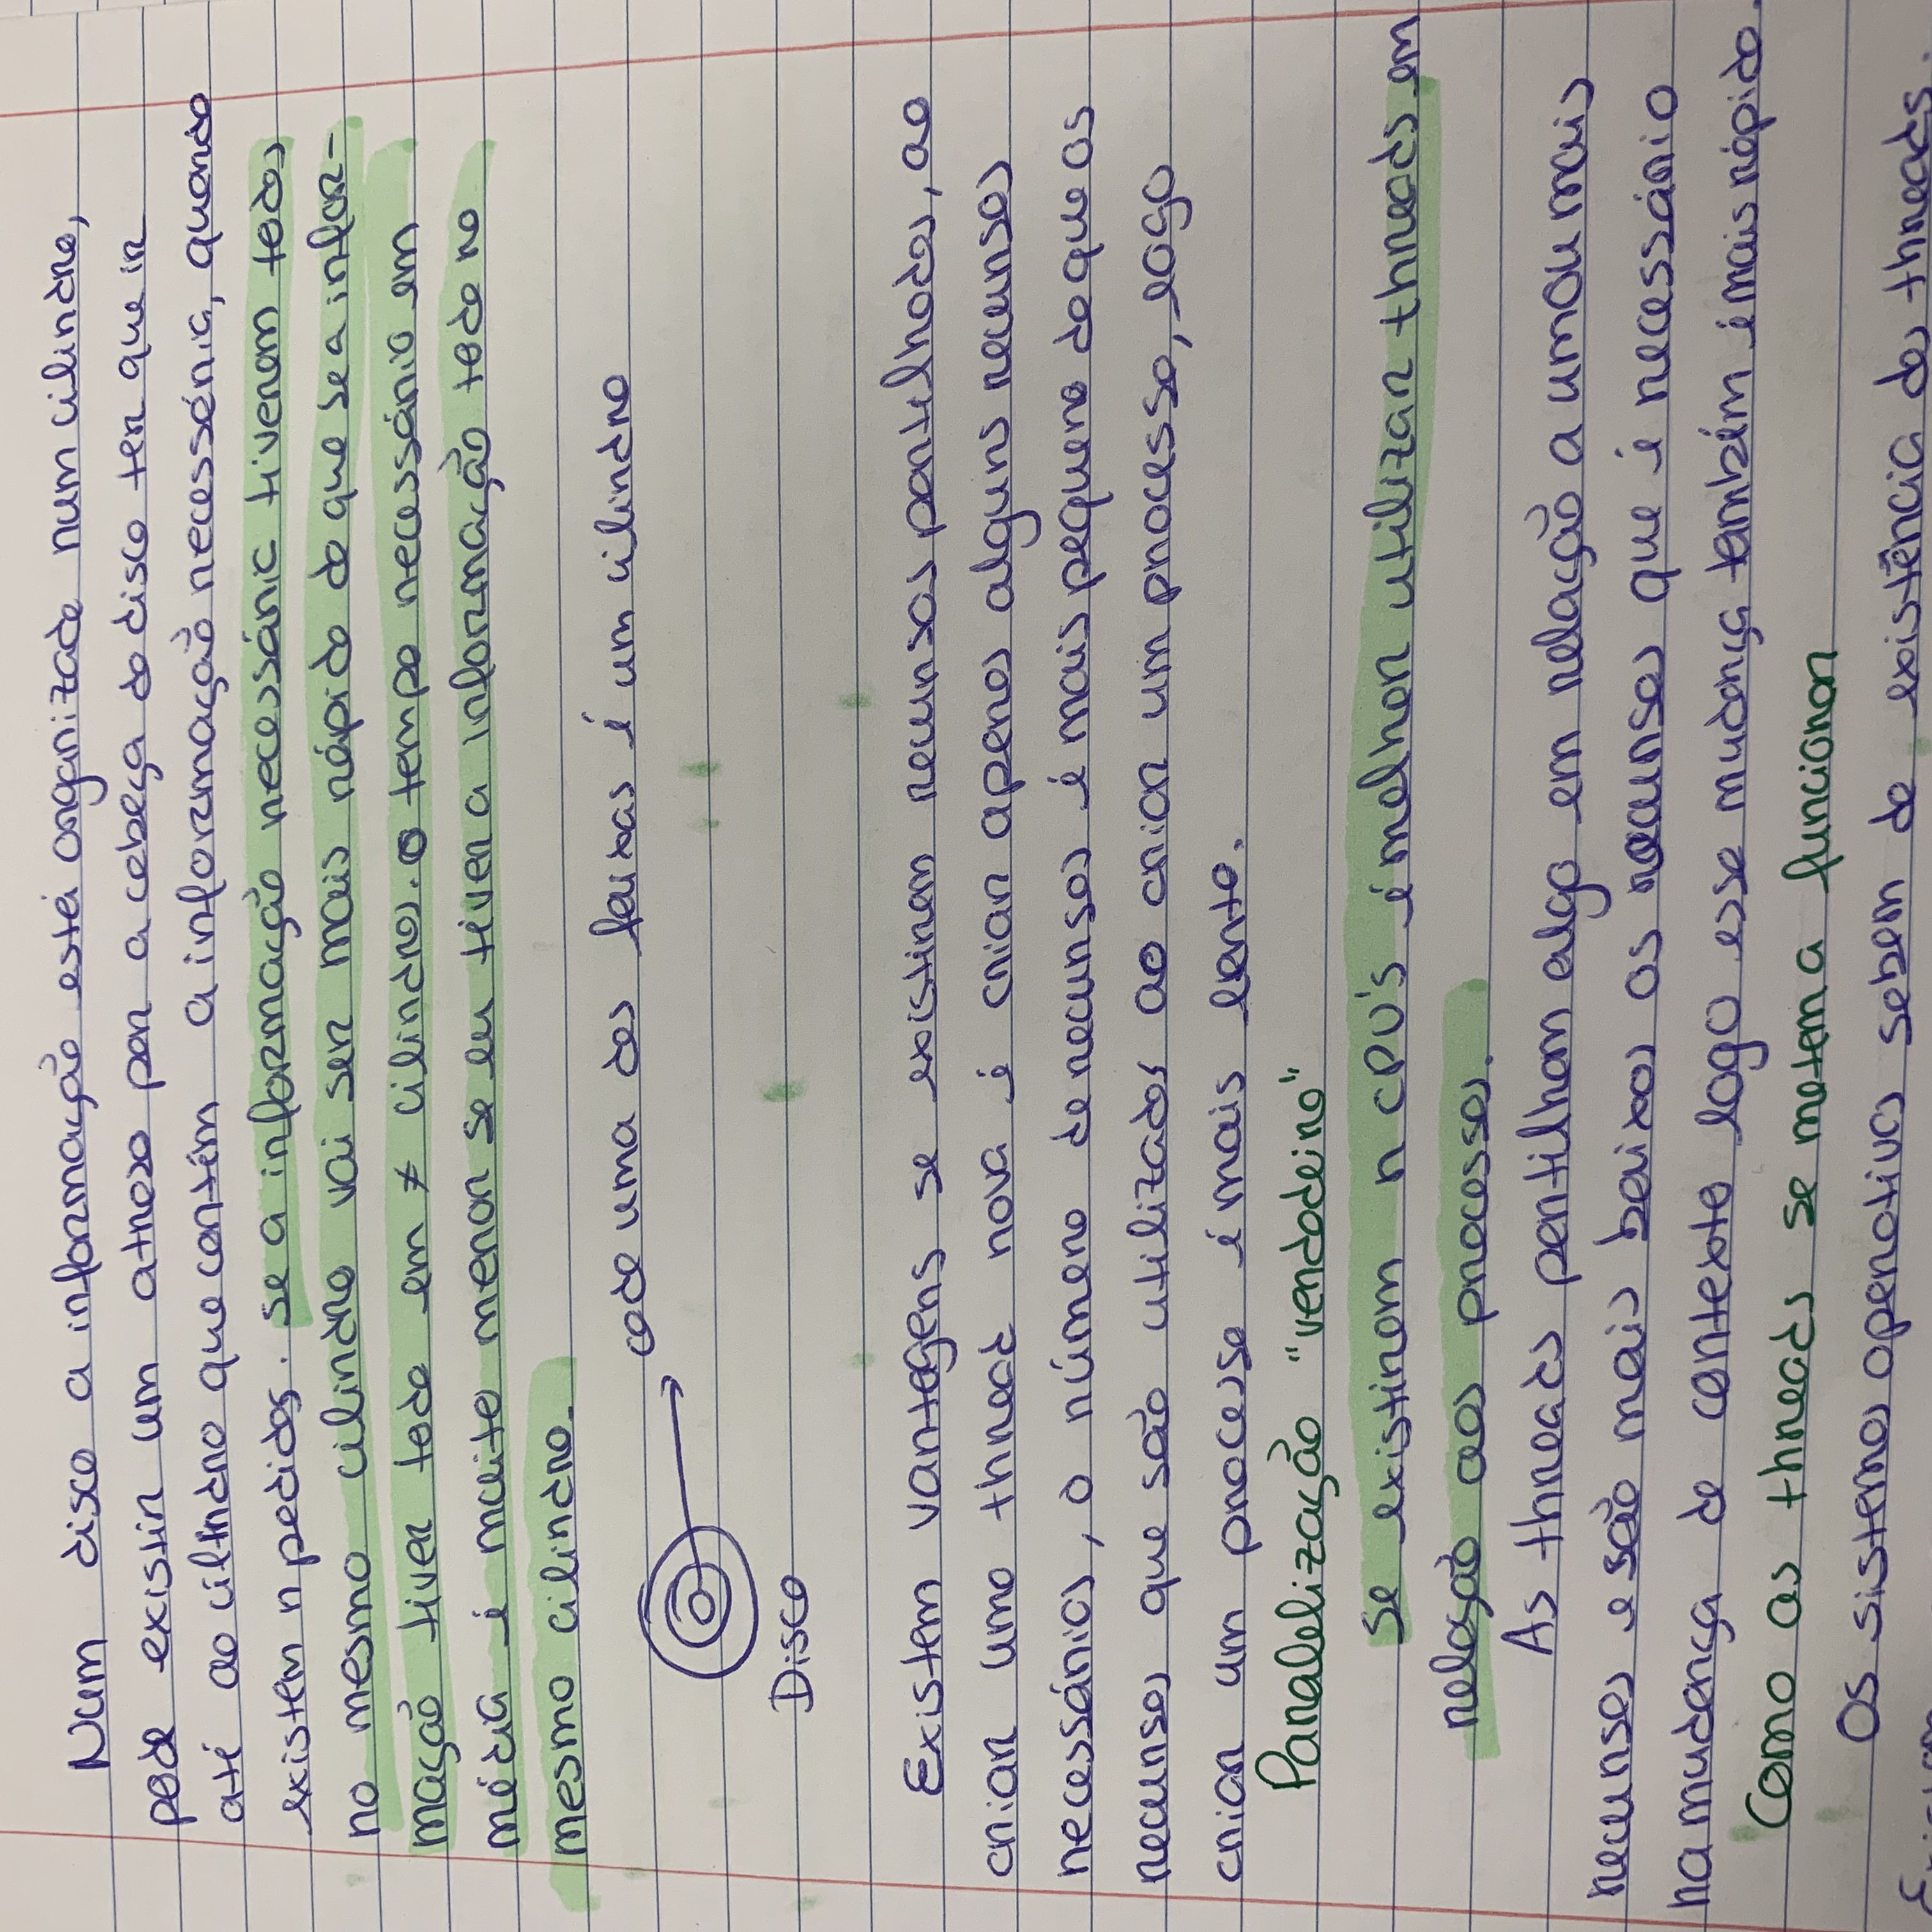 Num disco a informação está organizada num cilindro,
pode existir um atraso por a cabeça do disco ter que ir
até ao cilindro que contém a informação necessária, quando
existem n pedidos. Se a informação necessária tiverem todos
no mesmo cilindro vai ser mais rápido do que se a infor-
mação tiver toda em ≠ cilindros. O tempo necessário em
média é muito menor se eu tiver a informação toda no
mesmo cilindro.
cada uma das faixas é um cilindro
Disco
Existem vantagens se existirem recursos partilhados, ao
criar uma thread nova é criar apenas alguns recursos
necessários, o número de recursos é mais pequeno do que os
recursos que são utilizados ao criar um processo, logo
criar um processo é mais lento.
Paralelização "verdadeira"
Se existirem n CPU's é melhor utilizar threads em
relação aos processos.
As threads partilham algo em relação a um ou mais
recursos e são mais baixos os recursos que é necessário
na mudança de contexto logo essa mudança também é mais rápida.
Como as threads se metem a funcionar
Os sistemas operativos sabem da existência das threads.